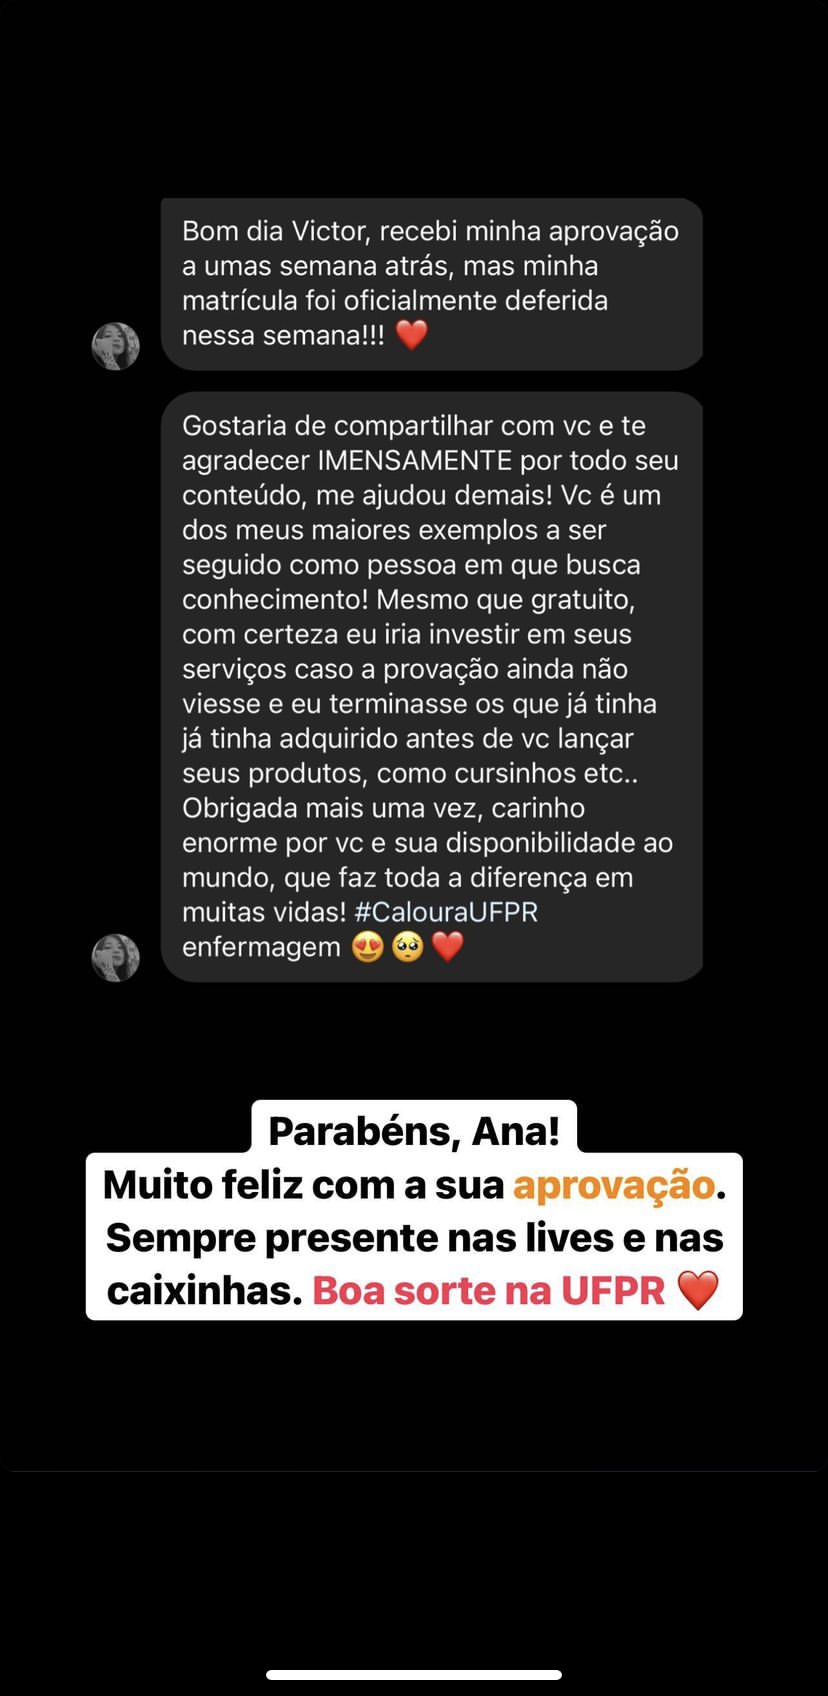 Bom dia Victor, recebi minha aprovação
a umas semana atrás, mas minha
matrícula foi oficialmente deferida
nessa semana!!! ❤️
Gostaria de compartilhar com vc e te
agradecer IMENSAMENTE por todo seu
conteúdo, me ajudou demais! Vc é um
dos meus maiores exemplos a ser
seguido como pessoa em que busca
conhecimento! Mesmo que gratuito,
com certeza eu iria investir em seus
serviços caso a provação ainda não
viesse e eu terminasse os que já tinha
já tinha adquirido antes de vc lançar
seus produtos, como cursinhos etc..
Obrigada mais uma vez, carinho
enorme por vc e sua disponibilidade ao
mundo, que faz toda a diferença em
muitas vidas! #CalouraUFPR
enfermagem 😍🥺❤️
Parabéns, Ana!
Muito feliz com a sua aprovação.
Sempre presente nas lives e nas
caixinhas. Boa sorte na UFPR ❤️